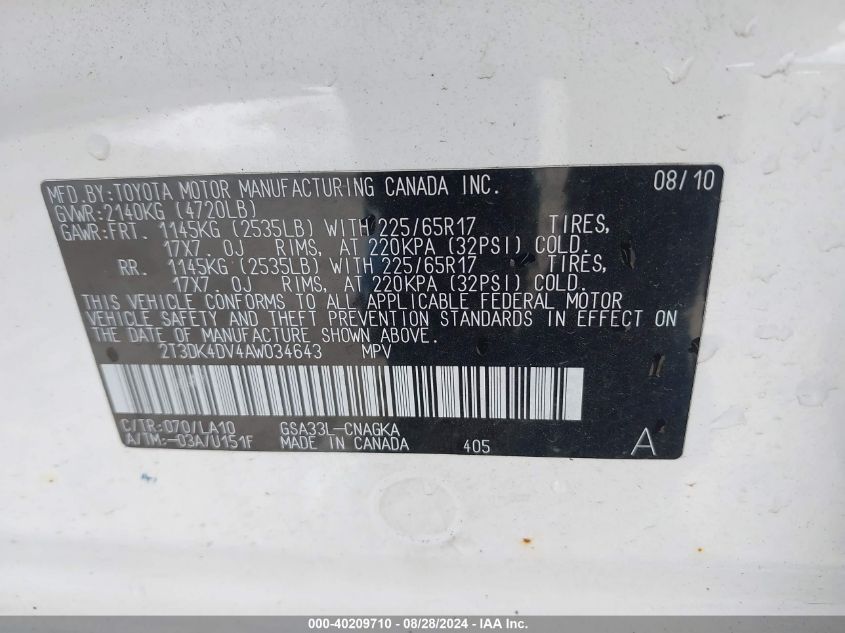 MFD.BY:TOYOTA MOTOR MANUFACTURING CANADA INC. 08/10
GVWR:2140KG (4720LB)
GAWR:FRT. 1145KG (2535LB) WITH 225/65R17 TIRES,
17X7.0J RIMS, AT 220KPA (32PSI) COLD.
RR. 1145KG (2535LB) WITH 225/65R17 TIRES,
17X7.0J RIMS, AT 220KPA (32PSI) COLD.
THIS VEHICLE CONFORMS TO ALL APPLICABLE FEDERAL MOTOR
VEHICLE SAFETY AND THEFT PREVENTION STANDARDS IN EFFECT ON
THE DATE OF MANUFACTURE SHOWN ABOVE.
2T3DK4DV4AW034643 MPV
C/TR:070/LA10 GSA33L-CNAGKA
A/TM:-03A/U151F MADE IN CANADA 405 A
000-40209710 - 08/28/2024 - IAA Inc.